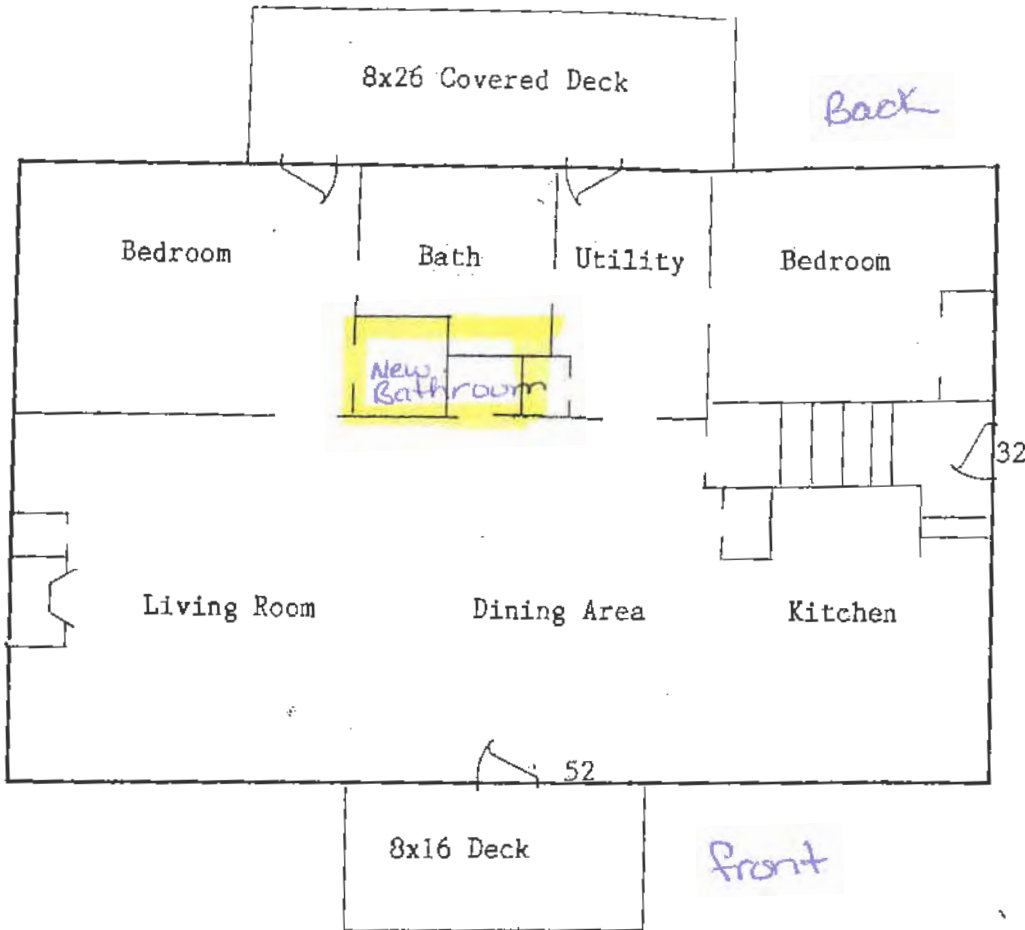 8x26 Covered Deck
Back
Bedroom
Bath
Utility
Bedroom
New
Bathroom
32
Living Room
Dining Area
Kitchen
52
8x16 Deck
front